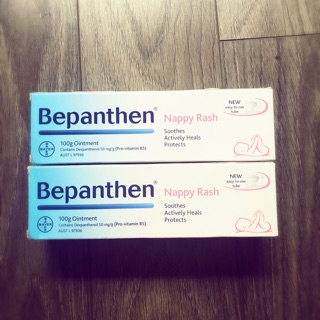 Bepanthen®
Nappy Rash
NEW
easy-to-use
tube
Soothes
Actively Heals
Protects
100g Ointment
Contains Dexpanthenol 50 mg/g (Pro-vitamin B5)
BAYER
Bepanthen®
Nappy Rash
NEW
easy-to-use
tube
Soothes
Actively Heals
Protects
100g Ointment
Contains Dexpanthenol 50 mg/g (Pro-vitamin B5)
BAYER